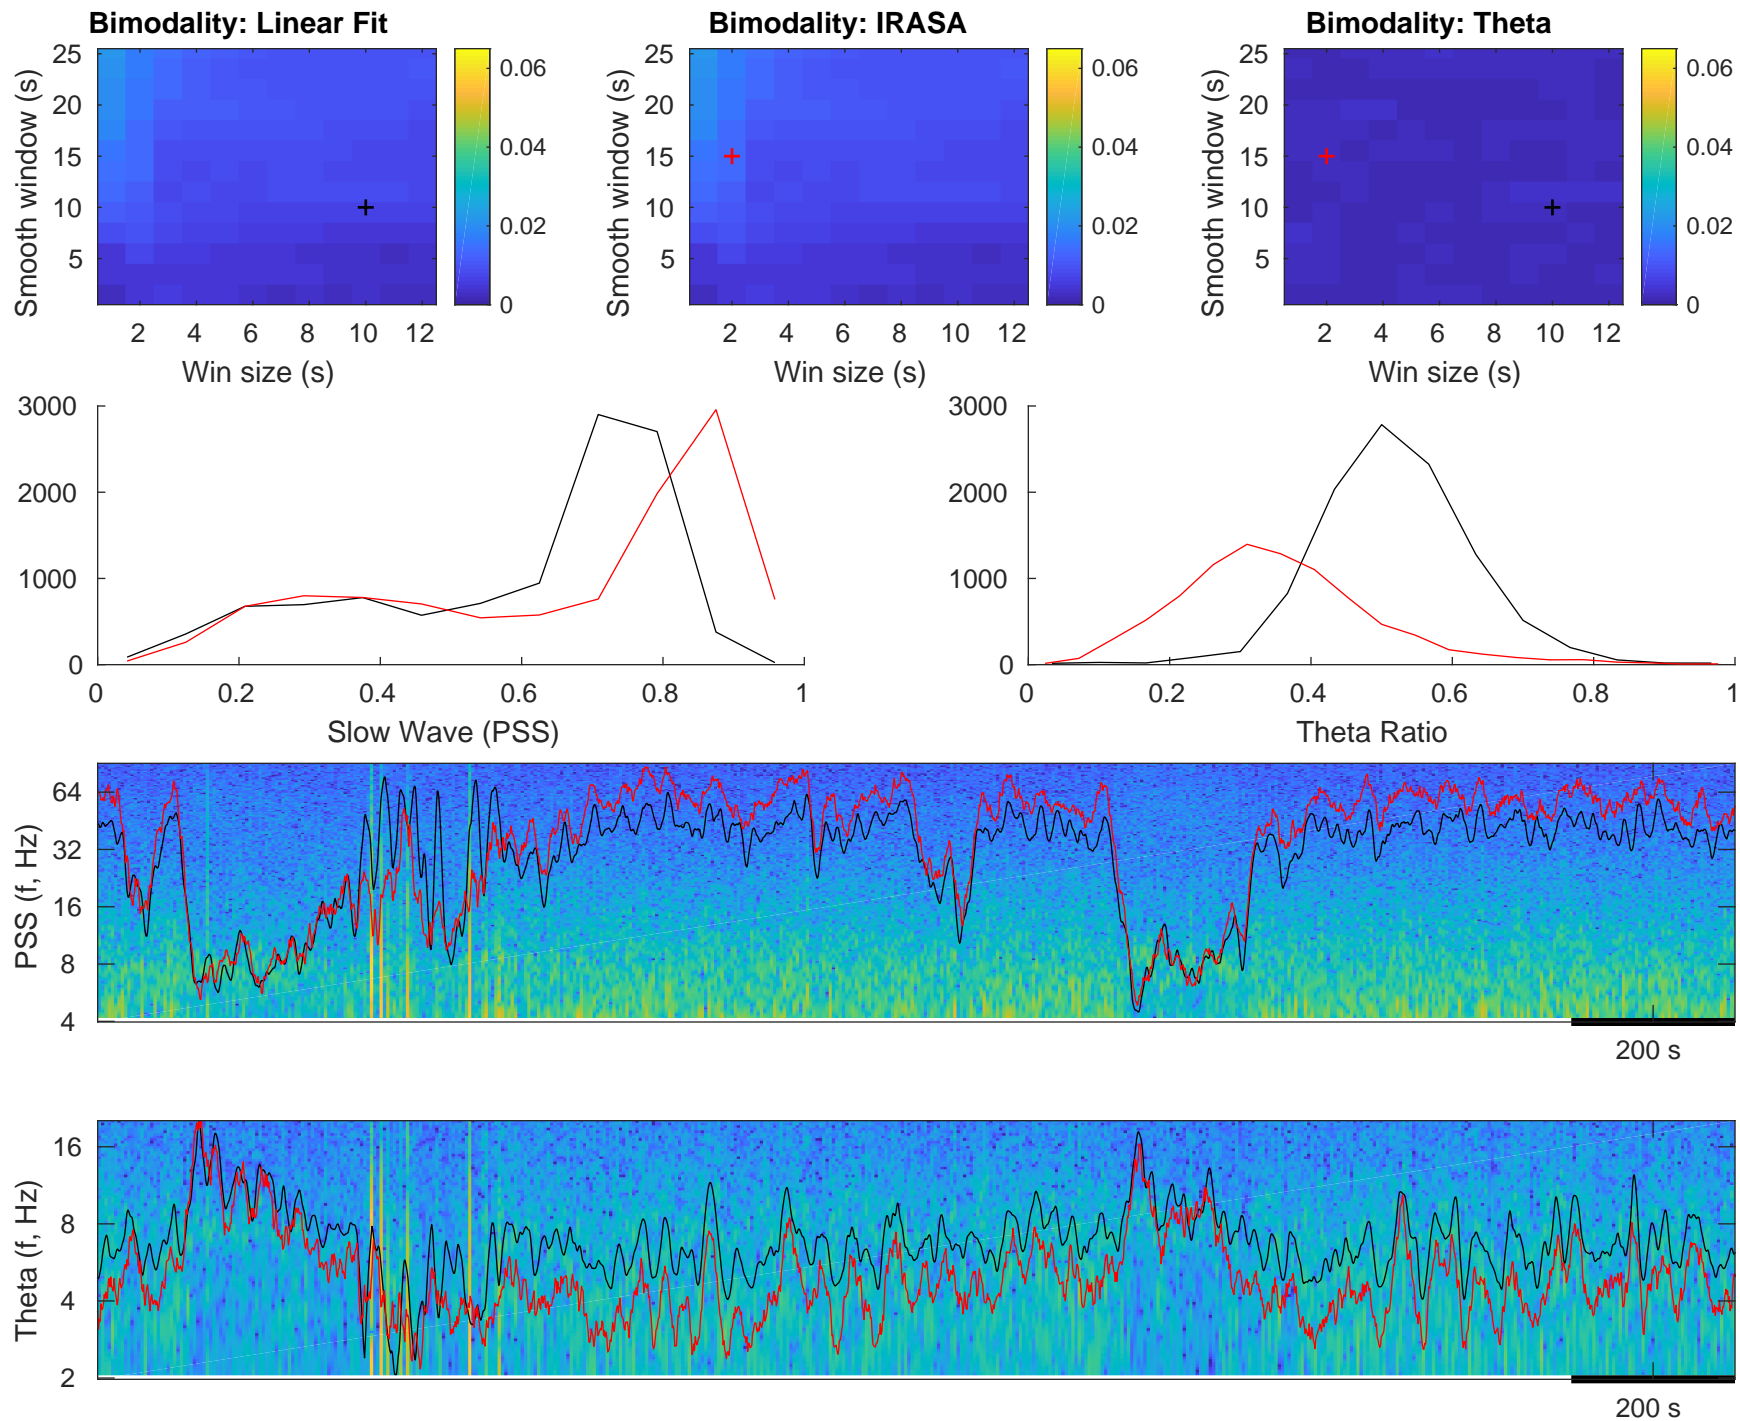 Bimodality: Linear Fit
Bimodality: IRASA
Bimodality: Theta
Smooth window (s)
25
20
15
10
5
2 4 6 8 10 12
Win size (s)
0.06
0.04
0.02
0
Smooth window (s)
25
20
15
10
5
2 4 6 8 10 12
Win size (s)
0.06
0.04
0.02
0
Smooth window (s)
25
20
15
10
5
2 4 6 8 10 12
Win size (s)
0.06
0.04
0.02
0
3000
2000
1000
0
0 0.2 0.4 0.6 0.8 1
Slow Wave (PSS)
3000
2000
1000
0
0 0.2 0.4 0.6 0.8 1
Theta Ratio
PSS (f, Hz)
64
32
16
8
4
200 s
Theta (f, Hz)
16
8
4
2
200 s